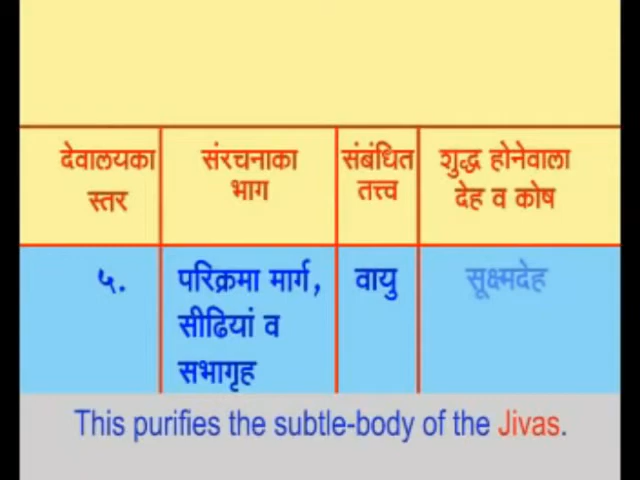 देवालयका संरचनाका संबंधित शुद्ध होनेवाला
स्तर भाग तत्त्व देह व कोष
५. परिक्रमा मार्ग, वायु सूक्ष्मदेह
सीढीयां व
सभागृह
This purifies the subtle-body of the Jivas.